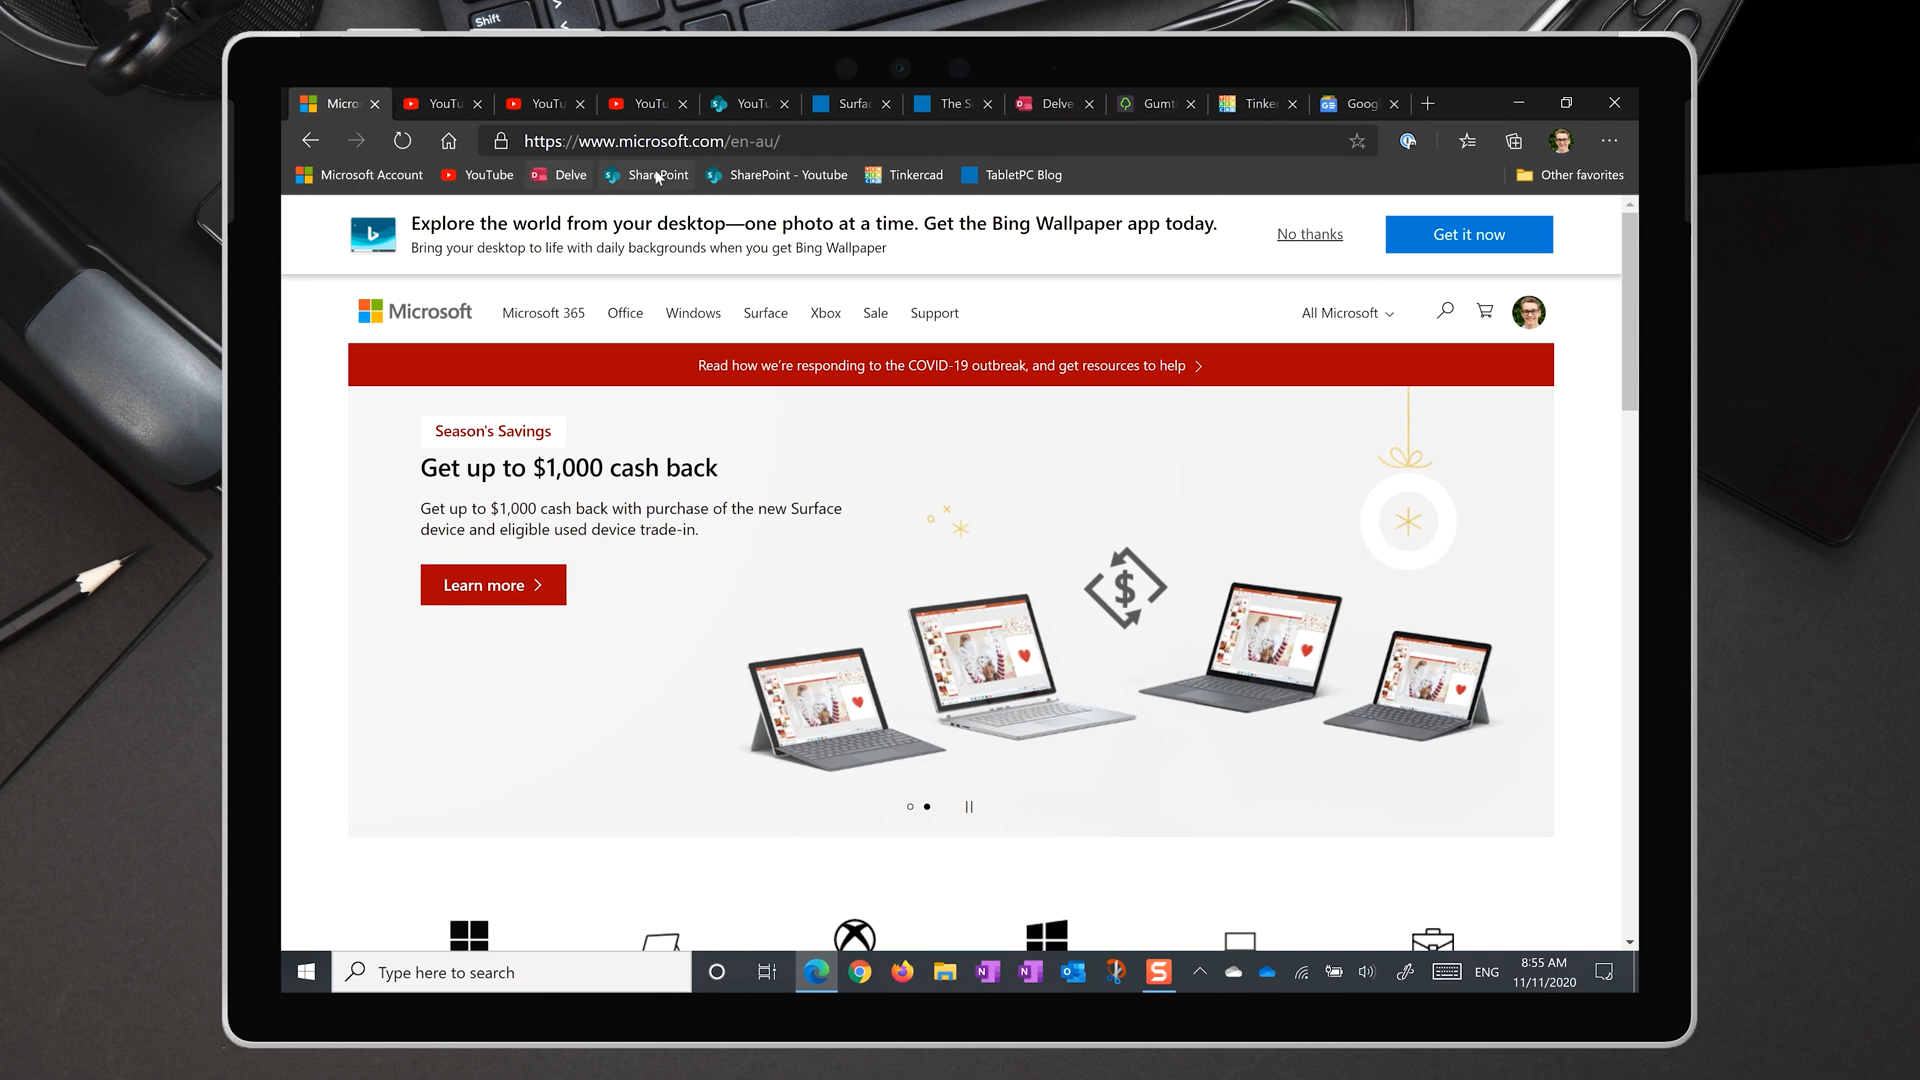 Shift
Micro
YouTu
YouTu
YouTu
YouTu
Surfac
The S
Delve
Gumt
Tinker
Goog
https://www.microsoft.com/en-au/
Microsoft Account
YouTube
Delve
SharePoint
SharePoint - Youtube
Tinkercad
TabletPC Blog
Other favorites
Explore the world from your desktop—one photo at a time. Get the Bing Wallpaper app today.
Bring your desktop to life with daily backgrounds when you get Bing Wallpaper
No thanks
Get it now
Microsoft
Microsoft 365
Office
Windows
Surface
Xbox
Sale
Support
All Microsoft
Read how we're responding to the COVID-19 outbreak, and get resources to help
Season's Savings
Get up to $1,000 cash back
Get up to $1,000 cash back with purchase of the new Surface
device and eligible used device trade-in.
Learn more
Type here to search
ENG
8:55 AM
11/11/2020